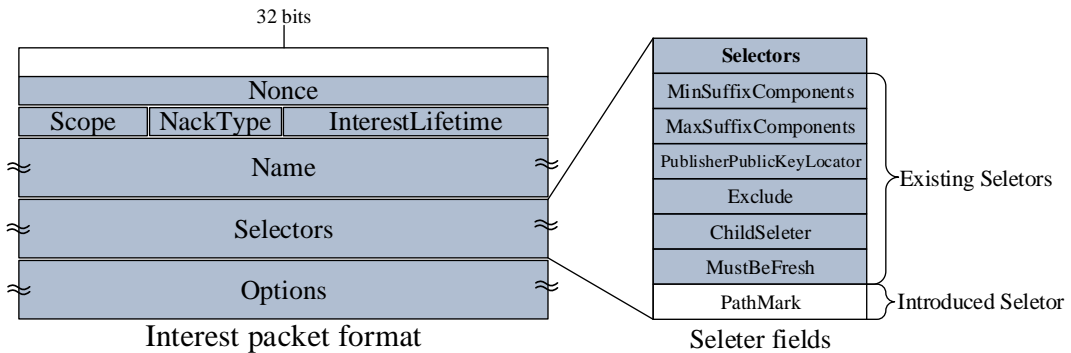 32 bits
Nonce
Scope NackType InterestLifetime
Name
Selectors
Options
Interest packet format
Selectors
MinSuffixComponents
MaxSuffixComponents
PublisherPublicKeyLocator
Exclude
ChildSeleter
MustBeFresh
PathMark
Existing Seletors
Introduced Seletor
Seleter fields